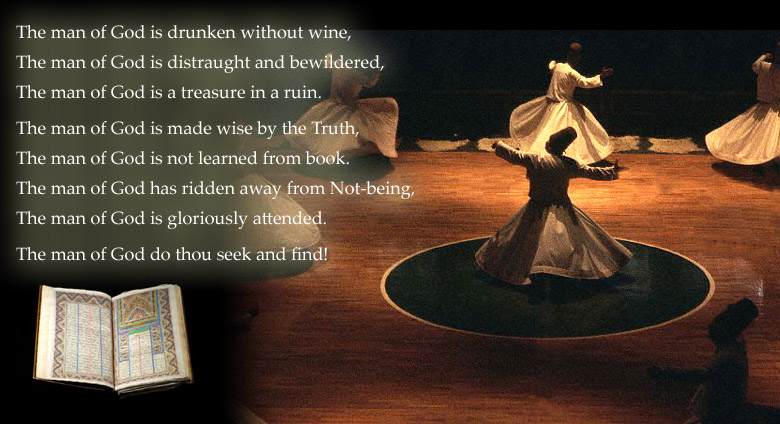 The man of God is drunken without wine,
The man of God is distraught and bewildered,
The man of God is a treasure in a ruin.
The man of God is made wise by the Truth,
The man of God is not learned from book.
The man of God has ridden away from Not-being,
The man of God is gloriously attended.
The man of God do thou seek and find!